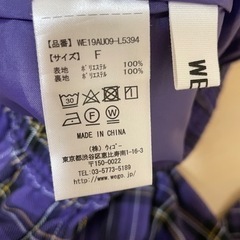 【品番】 WE19AU09-L5394
【サイズ】 F
表地 ポリエステル 100%
裏地 ポリエステル 100%
30
MADE IN CHINA
(株) ウィゴー
東京都渋谷区恵比寿南1-16-3
〒150-0022
TEL.03-5773-5189
https://www.wego.jp/
WE